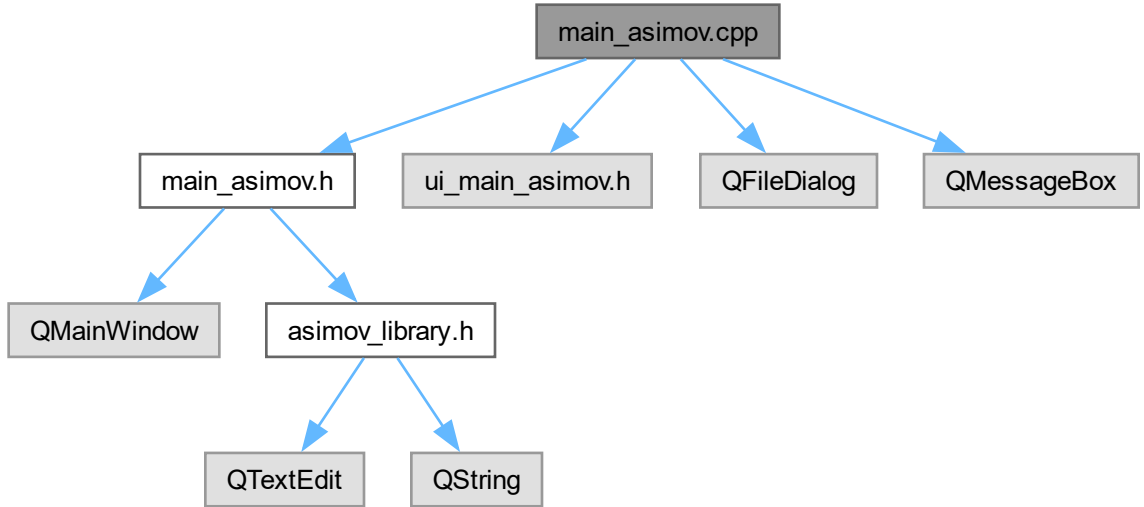 main_asimov.cpp
main_asimov.h
ui_main_asimov.h
QFileDialog
QMessageBox
QMainWindow
asimov_library.h
QTextEdit
QString